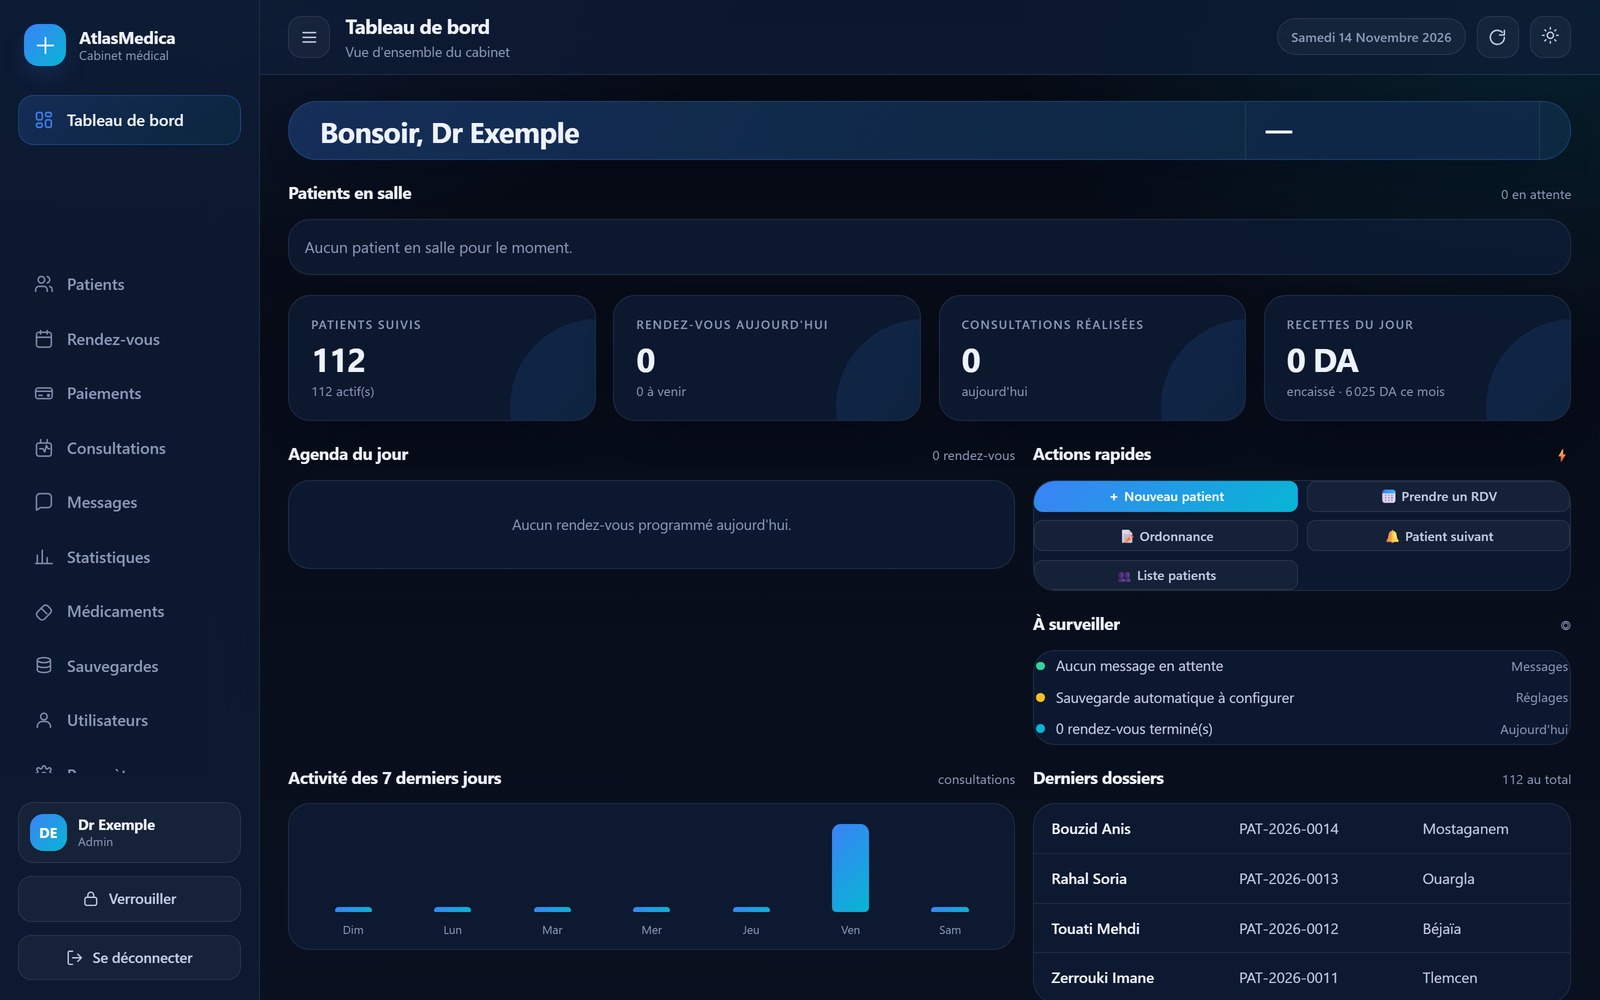 AtlasMedica
Cabinet médical
Tableau de bord
Patients
Rendez-vous
Paiements
Consultations
Messages
Statistiques
Médicaments
Sauvegardes
Utilisateurs
DE
Dr Exemple
Admin
Verrouiller
Se déconnecter
Tableau de bord
Vue d'ensemble du cabinet
Samedi 14 Novembre 2026
Bonsoir, Dr Exemple
—
Patients en salle
0 en attente
Aucun patient en salle pour le moment.
PATIENTS SUIVIS
112
112 actif(s)
RENDEZ-VOUS AUJOURD'HUI
0
0 à venir
CONSULTATIONS RÉALISÉES
0
aujourd'hui
RECETTES DU JOUR
0 DA
encaissé · 6 025 DA ce mois
Agenda du jour
0 rendez-vous
Aucun rendez-vous programmé aujourd'hui.
Actions rapides
+ Nouveau patient
Prendre un RDV
Ordonnance
Patient suivant
Liste patients
À surveiller
Aucun message en attente
Messages
Sauvegarde automatique à configurer
Réglages
0 rendez-vous terminé(s)
Aujourd'hui
Activité des 7 derniers jours
consultations
Dim
Lun
Mar
Mer
Jeu
Ven
Sam
Derniers dossiers
112 au total
Bouzid Anis PAT-2026-0014 Mostaganem
Rahal Soria PAT-2026-0013 Ouargla
Touati Mehdi PAT-2026-0012 Béjaïa
Zerrouki Imane PAT-2026-0011 Tlemcen